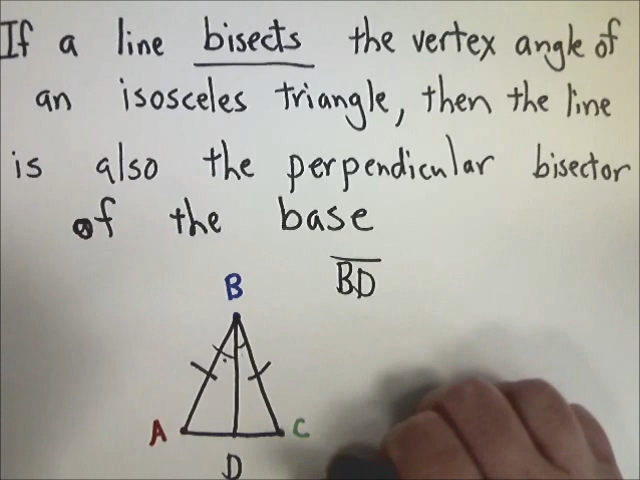 If a line bisects the vertex angle of
an isosceles triangle, then the line
is also the perpendicular bisector
of the base
BD
B
A C
D